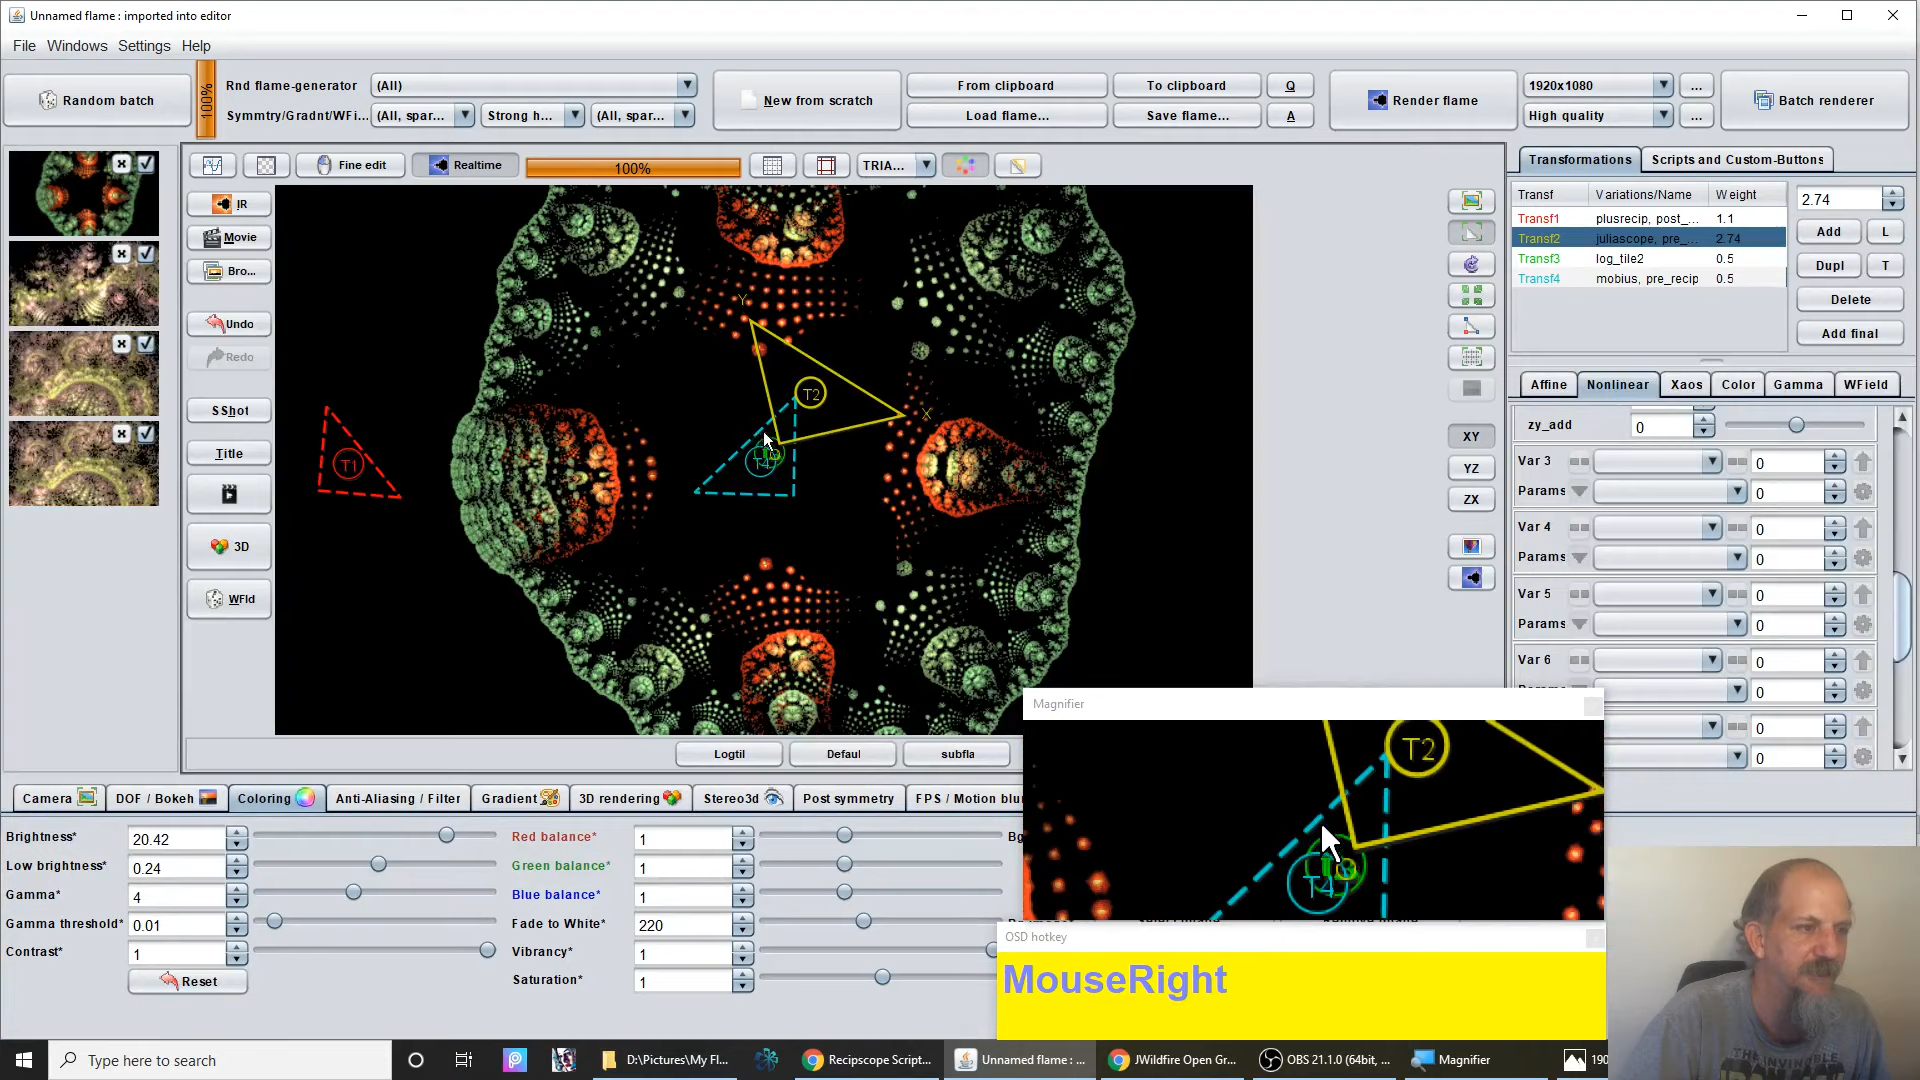 Unnamed flame : imported into editor
File Windows Settings Help
Random batch
100%
Rnd flame-generator (All)
Symmtry/Gradnt/WFi... (All, spar... Strong h... (All, spar...
New from scratch
From clipboard To clipboard Q
Load flame... Save flame... A
Render flame
1920x1080 ...
High quality ...
Batch renderer
Fine edit Realtime 100% TRIA...
IR
Movie
Bro...
Undo
Redo
SShot
Title
3D
WFld
T1
Y
T2
X
T4
XY
YZ
ZX
Logtil Defaul subfla
Transformations Scripts and Custom-Buttons
Transf Variations/Name Weight
Transf1 plusrecip, post_... 1.1
Transf2 juliascope, pre_... 2.74
Transf3 log_tile2 0.5
Transf4 mobius, pre_recip 0.5
2.74
Add L
Dupl T
Delete
Add final
Affine Nonlinear Xaos Color Gamma WField
zy_add 0
Var 3 0
Params 0
Var 4 0
Params 0
Var 5 0
Params 0
Var 6 0
0
0
0
Magnifier
T2
T4
OSD hotkey
MouseRight
Camera DOF / Bokeh Coloring Anti-Aliasing / Filter Gradient 3D rendering Stereo3d Post symmetry FPS / Motion blur
Brightness* 20.42 Red balance* 1
Low brightness* 0.24 Green balance* 1
Gamma* 4 Blue balance* 1
Gamma threshold* 0.01 Fade to White* 220
Contrast* 1 Vibrancy* 1
Reset Saturation* 1
THE INVINCIBLE
Type here to search
D:\Pictures\My Fl...
Recipscope Script...
Unnamed flame : ...
JWildfire Open Gr...
OBS 21.1.0 (64bit, ...
Magnifier
190